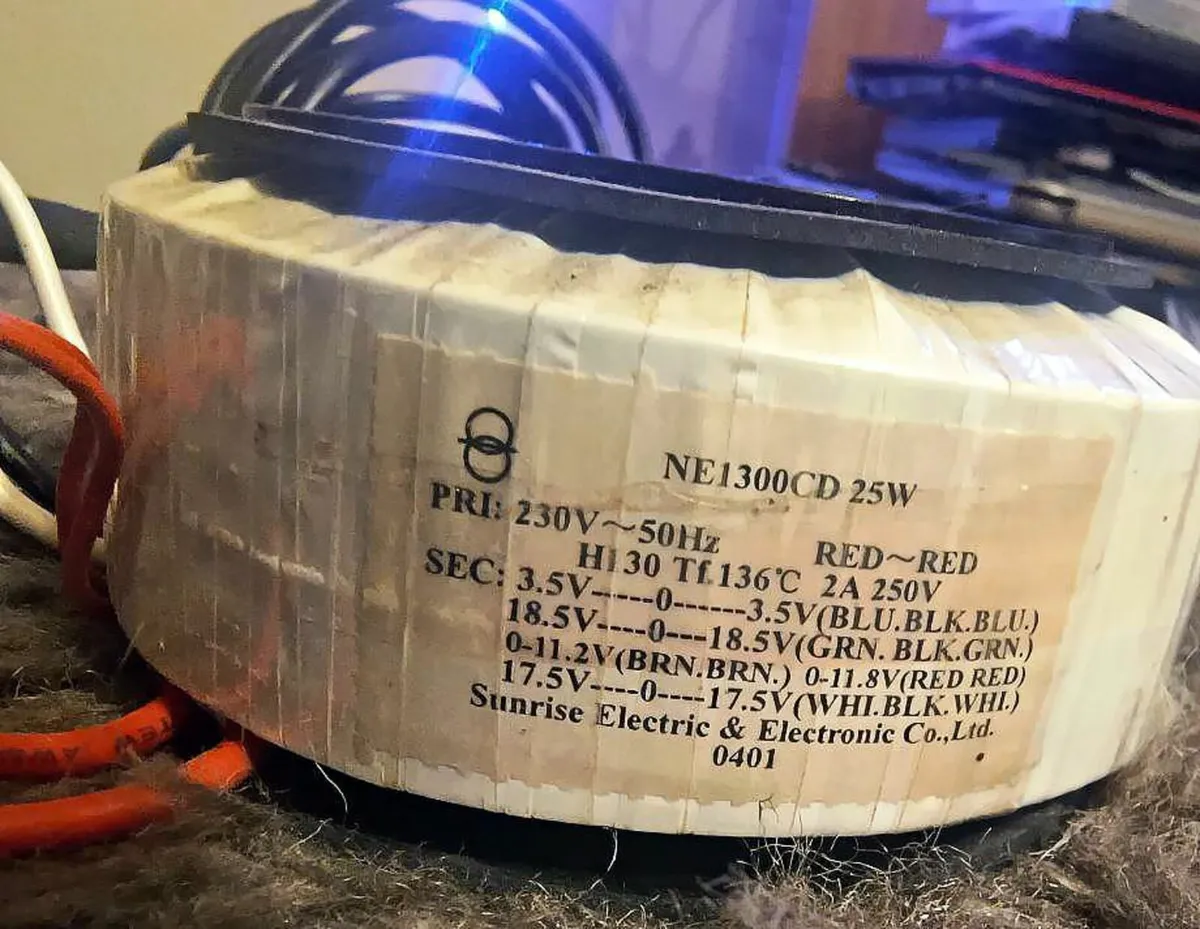 NE1300CD 25W
PRI: 230V~50Hz RED~RED
H130 Tf.136℃ 2A 250V
SEC: 3.5V-----0------3.5V(BLU.BLK.BLU.)
18.5V----0---18.5V(GRN. BLK.GRN.)
0-11.2V(BRN.BRN.) 0-11.8V(RED RED)
17.5V----0----17.5V(WHI.BLK.WHI.)
Sunrise Electric & Electronic Co.,Ltd.
0401